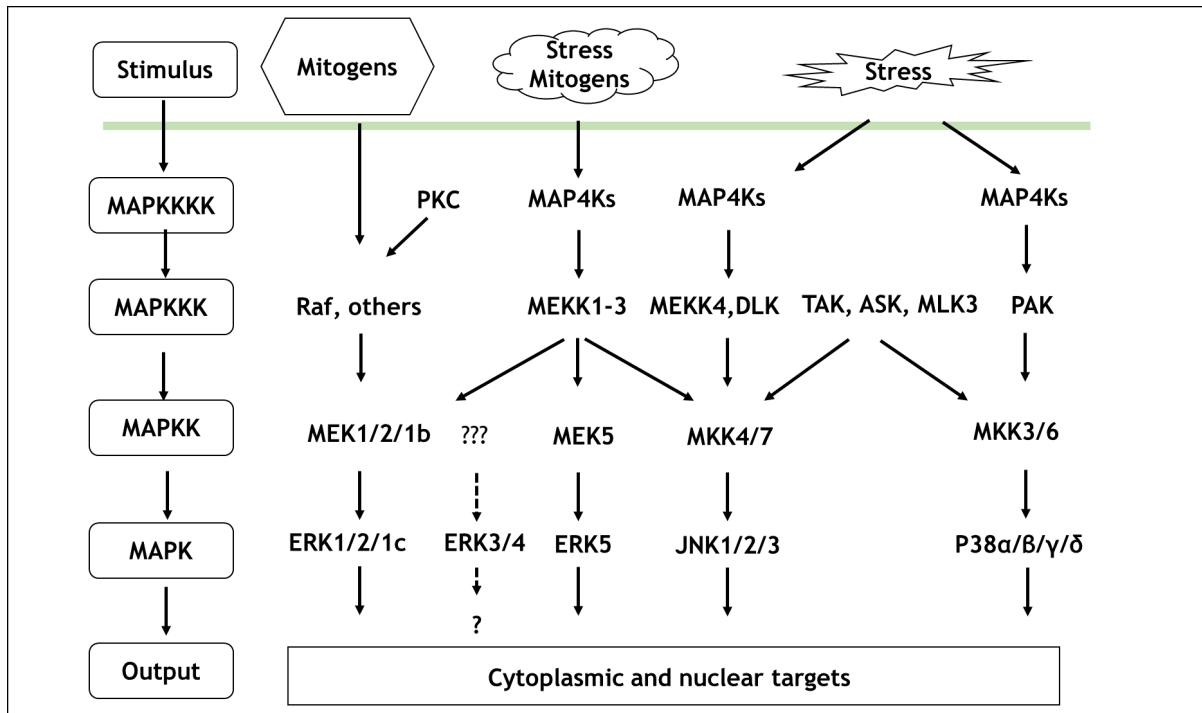 Stimulus
Mitogens
Stress
Mitogens
Stress
MAPKKKK
PKC
MAP4Ks
MAP4Ks
MAP4Ks
MAPKKK
Raf, others
MEKK1-3
MEKK4,DLK
TAK, ASK, MLK3
PAK
MAPKK
MEK1/2/1b
???
MEK5
MKK4/7
MKK3/6
MAPK
ERK1/2/1c
ERK3/4
ERK5
JNK1/2/3
P38α/β/γ/δ
?
Output
Cytoplasmic and nuclear targets